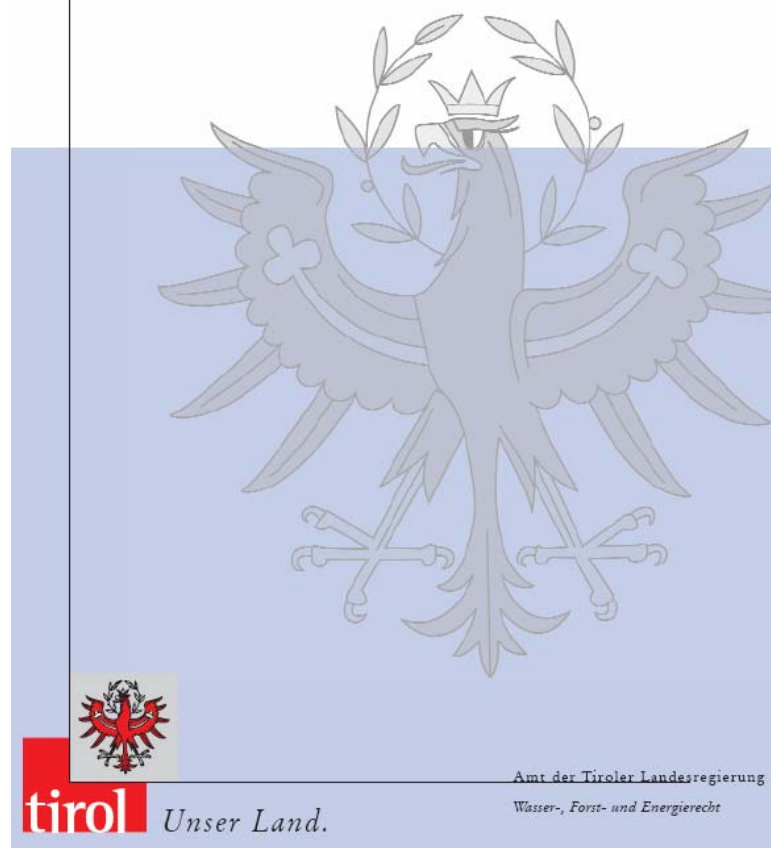 Amt der Tiroler Landesregierung
Wasser-, Forst- und Energierecht
tirol
Unser Land.